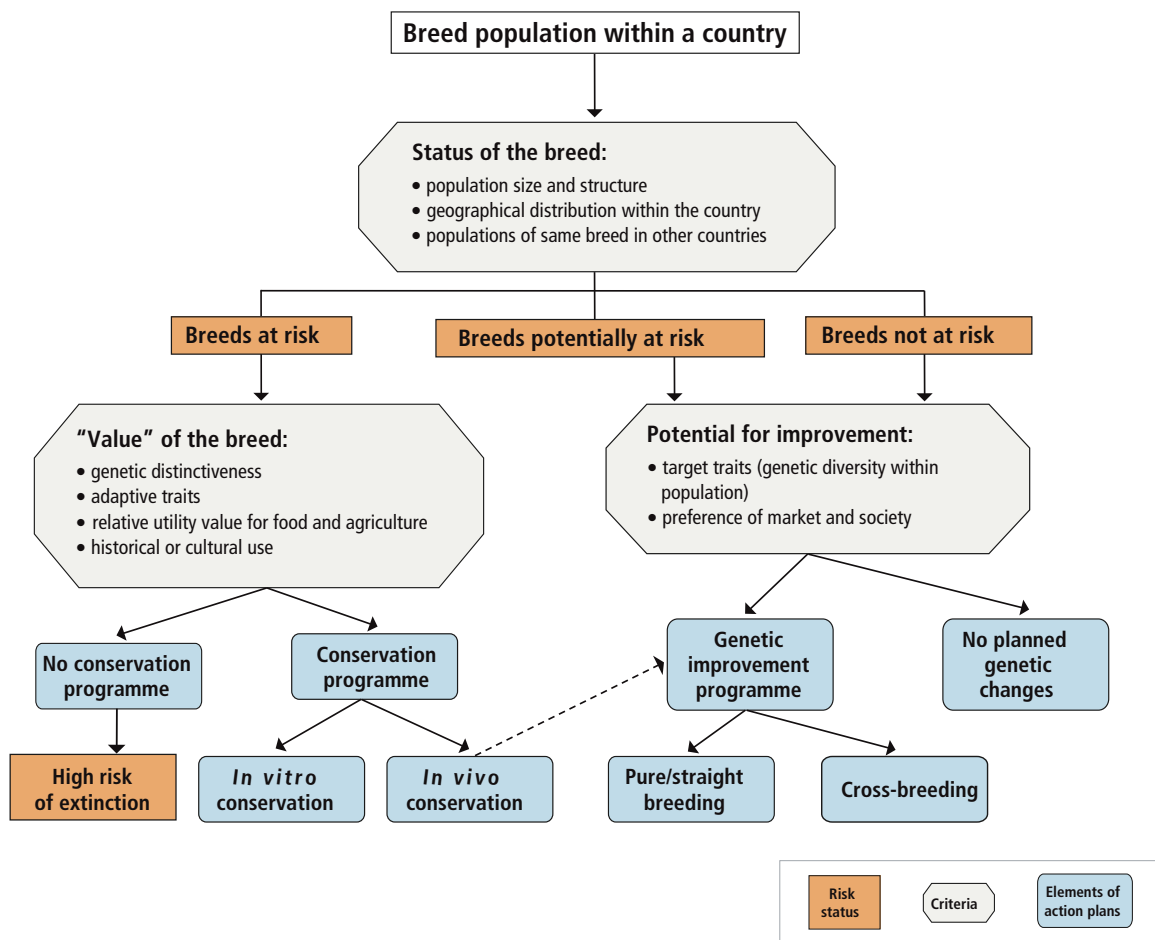 Breed population within a country
Status of the breed:
• population size and structure
• geographical distribution within the country
• populations of same breed in other countries
Breeds at risk
Breeds potentially at risk
Breeds not at risk
“Value” of the breed:
• genetic distinctiveness
• adaptive traits
• relative utility value for food and agriculture
• historical or cultural use
Potential for improvement:
• target traits (genetic diversity within
population)
• preference of market and society
No conservation
programme
Conservation
programme
Genetic
improvement
programme
No planned
genetic
changes
High risk
of extinction
In vitro
conservation
In vivo
conservation
Pure/straight
breeding
Cross-breeding
Risk
status
Criteria
Elements of
action plans